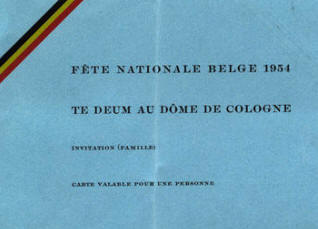 FÊTE NATIONALE BELGE 1954
TE DEUM AU DÔME DE COLOGNE
INVITATION (FAMILLE)
CARTE VALABLE POUR UNE PERSONNE